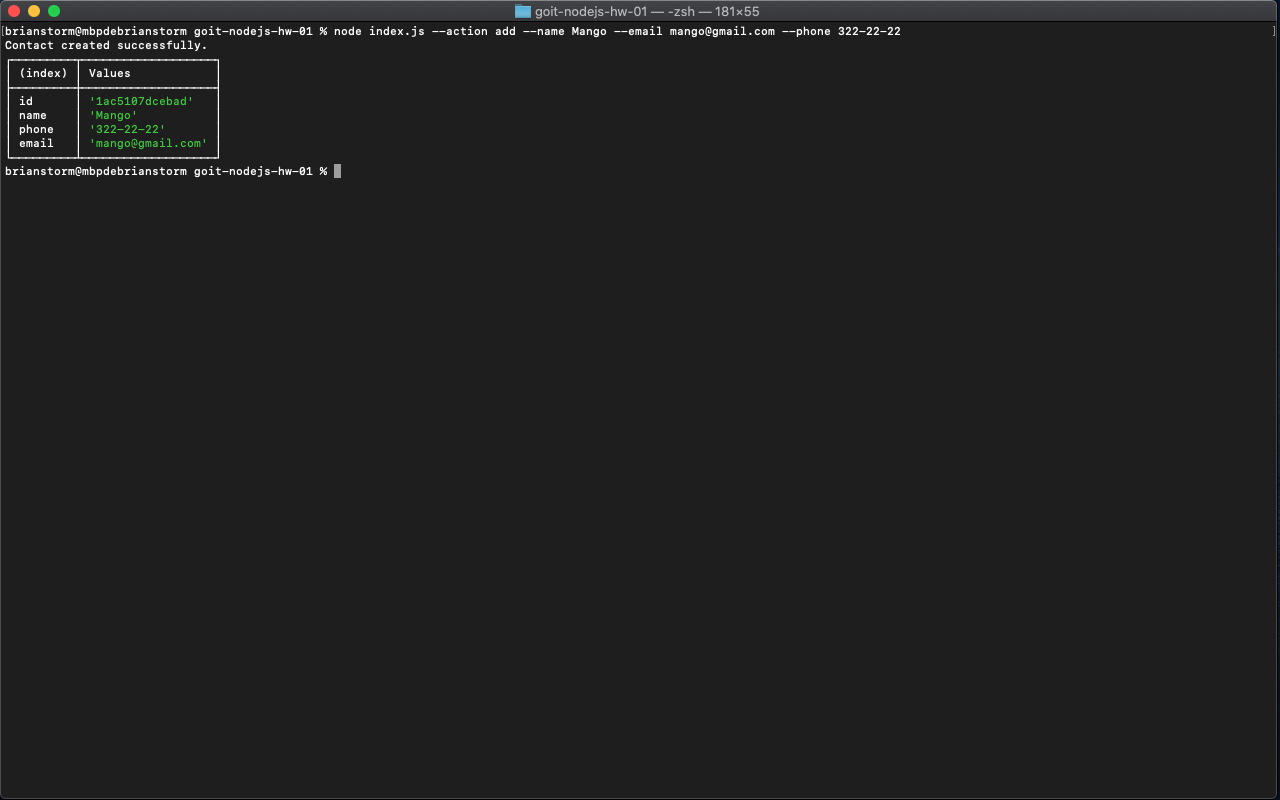 goit-nodejs-hw-01 — -zsh — 181×55
[brianstorm@mbpdebrianstorm goit-nodejs-hw-01 % node index.js --action add --name Mango --email mango@gmail.com --phone 322-22-22 ]
Contact created successfully.
(index) Values
id '1ac5107dcebad'
name 'Mango'
phone '322-22-22'
email 'mango@gmail.com'
brianstorm@mbpdebrianstorm goit-nodejs-hw-01 %